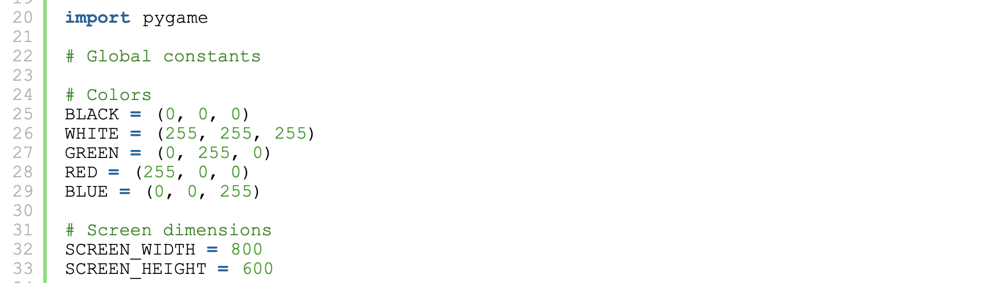 20 import pygame
21
22 # Global constants
23
24 # Colors
25 BLACK = (0, 0, 0)
26 WHITE = (255, 255, 255)
27 GREEN = (0, 255, 0)
28 RED = (255, 0, 0)
29 BLUE = (0, 0, 255)
30
31 # Screen dimensions
32 SCREEN_WIDTH = 800
33 SCREEN_HEIGHT = 600